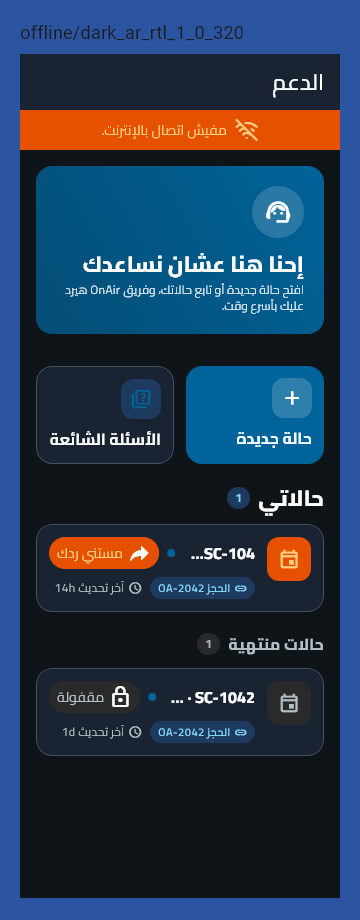 offline/dark_ar_rtl_1_0_320
الدعم
مفيش اتصال بالإنترنت.
إحنا هنا عشان نساعدك
افتح حالة جديدة أو تابع حالاتك، وفريق OnAir هيرد
عليك بأسرع وقت.
حالة جديدة
الأسئلة الشائعة
حالاتي 1
SC-104... مستني ردك
الحجز OA-2042 آخر تحديث 14h
حالات منتهية 1
SC-1042 · ... مقفولة
الحجز OA-2042 آخر تحديث 1d